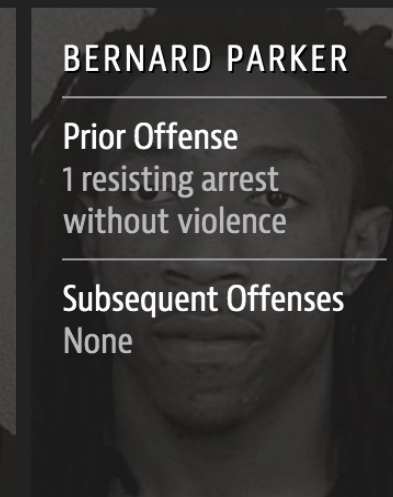 BERNARD PARKER
Prior Offense
1 resisting arrest
without violence
Subsequent Offenses
None